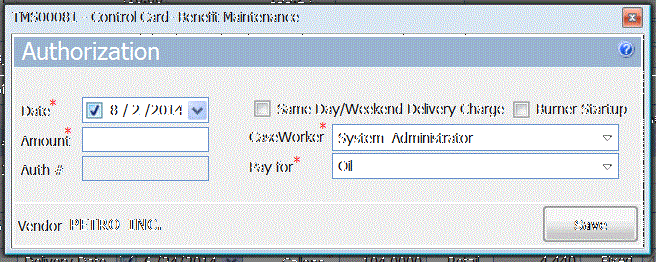 TMS00081 - Control Card -Benefit Maintenance
Authorization
Date* 8 / 2 /2014 Same Day/Weekend Delivery Charge Burner Startup
Amount* CaseWorker* System Administrator
Auth # Pay for* Oil
Vendor PETRO INC. Save